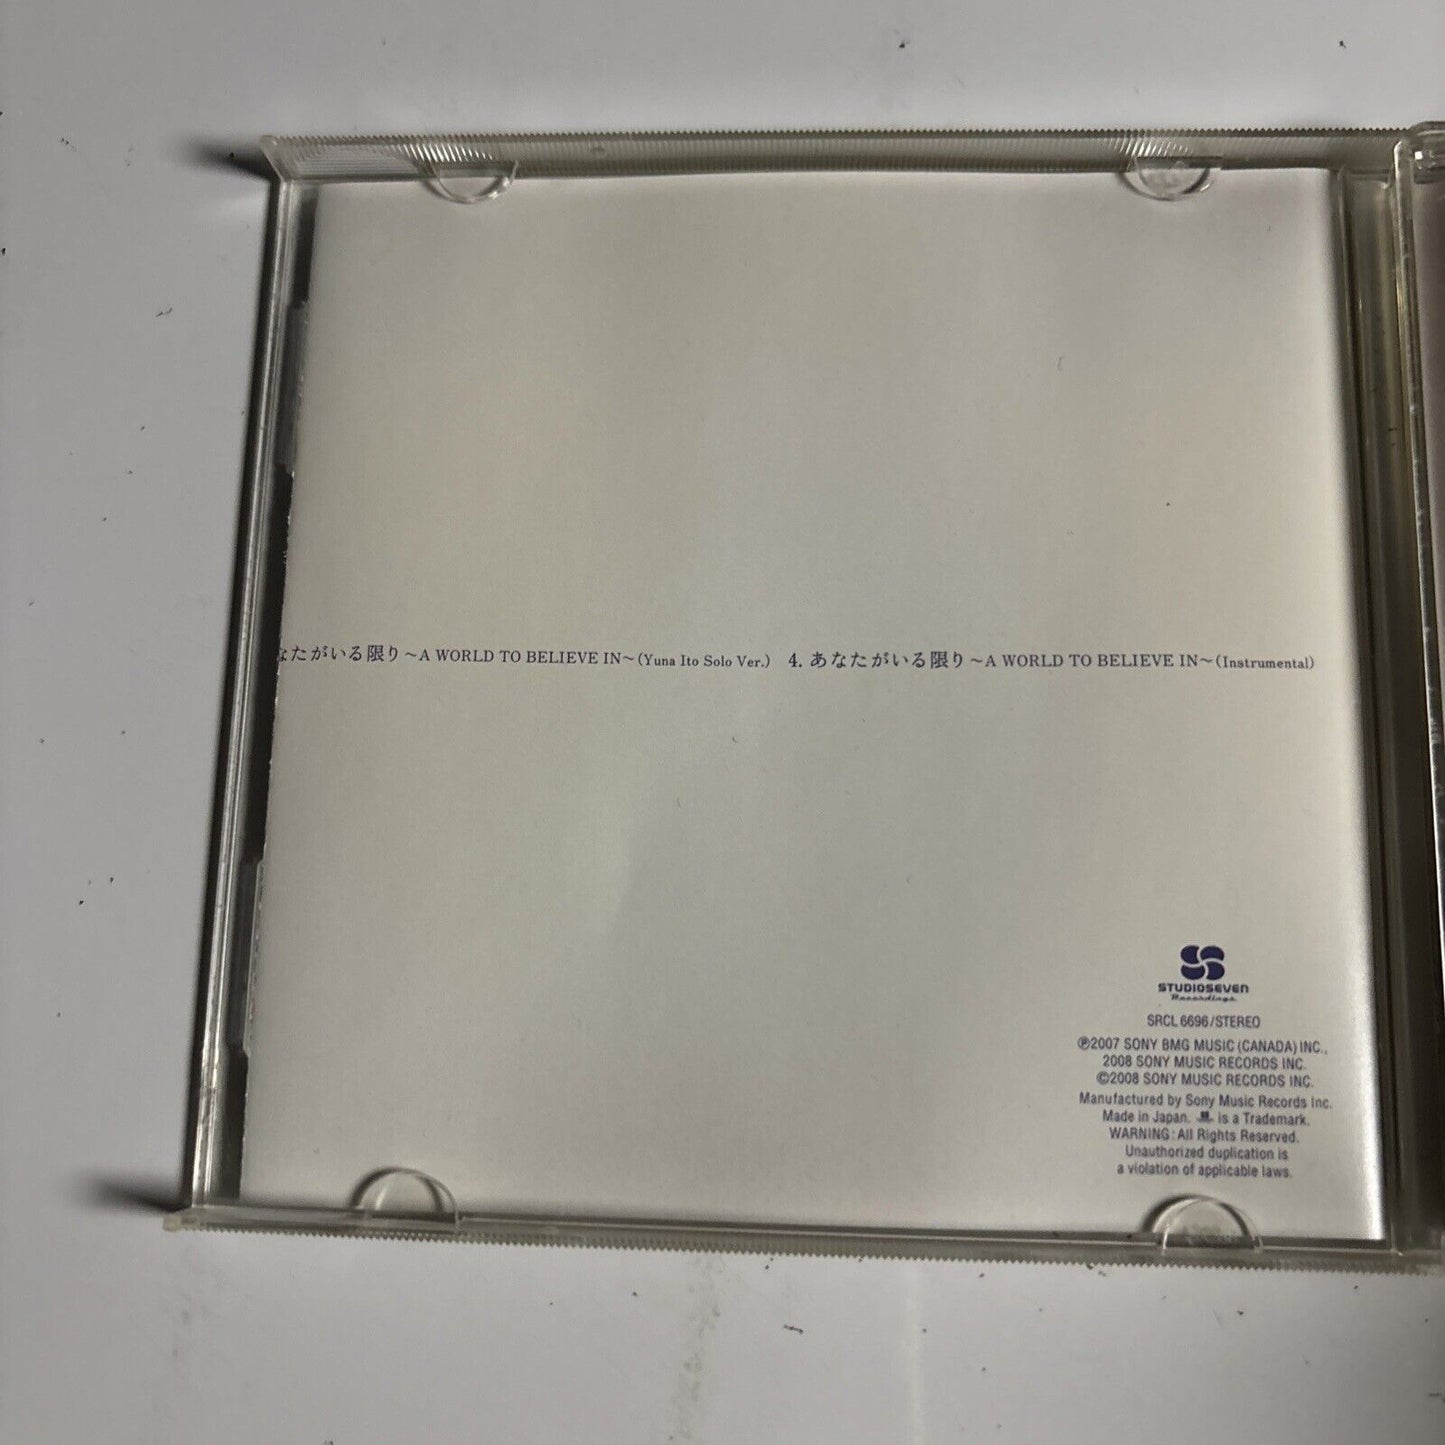 なたがいる限り～A WORLD TO BELIEVE IN～(Yuna Ito Solo Ver.) 4. あなたがいる限り～A WORLD TO BELIEVE IN～(Instrumental)
STUDIOSEVEN
Recordings
SRCL 6696/STEREO
℗2007 SONY BMG MUSIC (CANADA) INC.,
2008 SONY MUSIC RECORDS INC.
©2008 SONY MUSIC RECORDS INC.
Manufactured by Sony Music Records Inc.
Made in Japan. is a Trademark.
WARNING: All Rights Reserved.
Unauthorized duplication is
a violation of applicable laws.